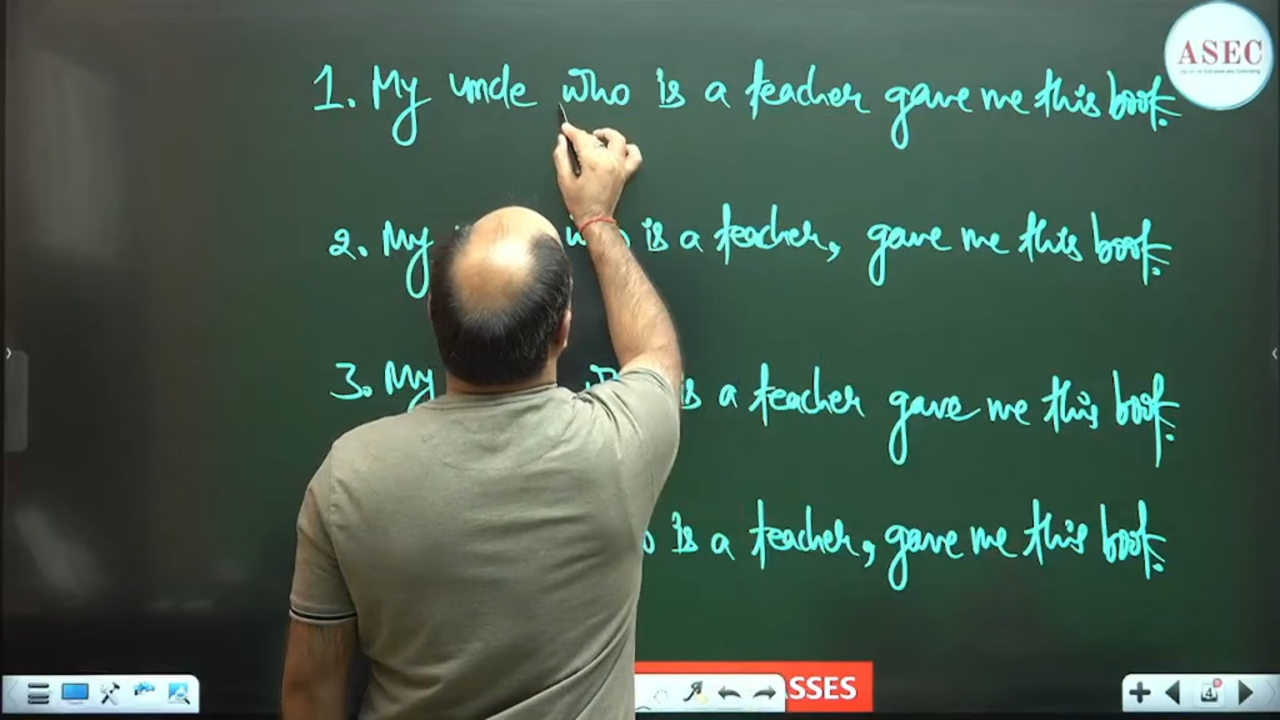 ASEC
1. My uncle who is a teacher gave me this book.
2. My is a teacher, gave me this book.
3. My is a teacher gave me this book.
is a teacher, gave me this book.
SSES
4